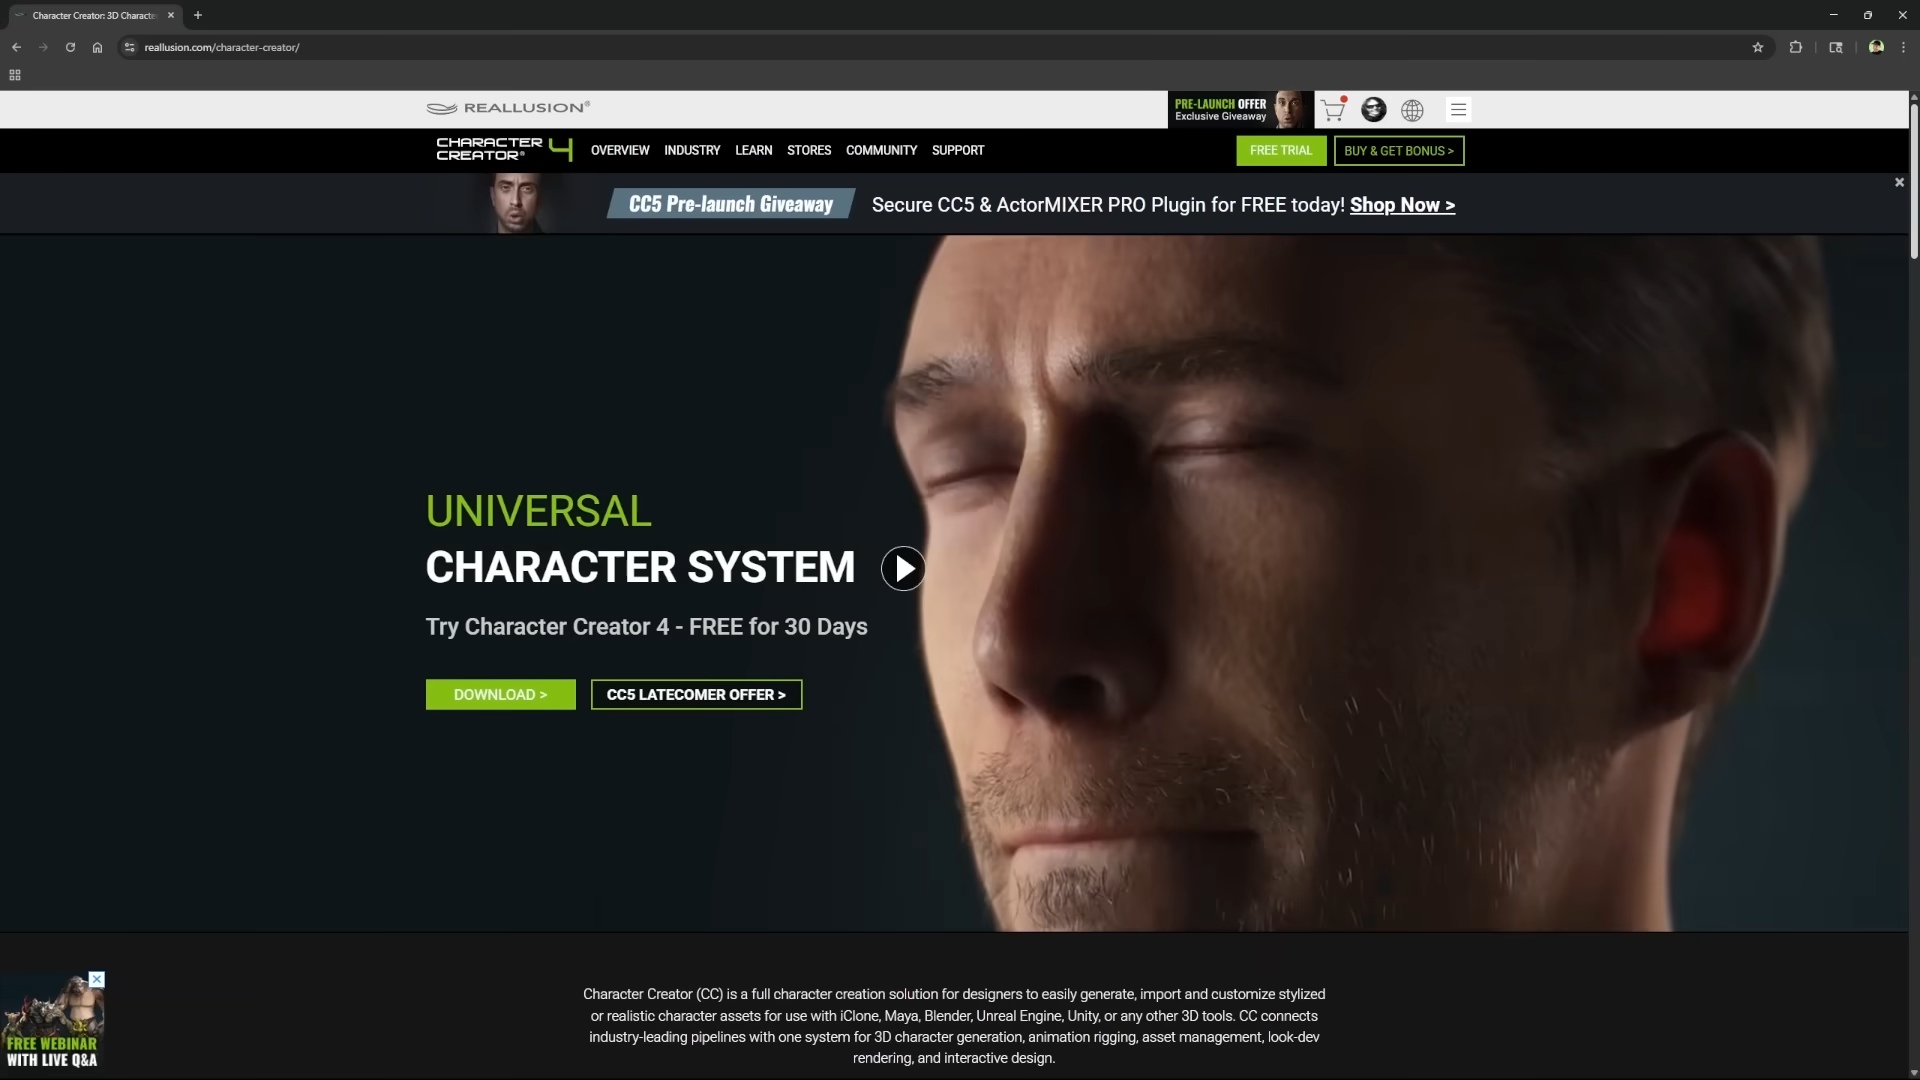 Character Creator: 3D Characte
reallusion.com/character-creator/
REALLUSION®
PRE-LAUNCH OFFER
Exclusive Giveaway
CHARACTER
CREATOR® 4
OVERVIEW INDUSTRY LEARN STORES COMMUNITY SUPPORT
FREE TRIAL
BUY & GET BONUS >
CC5 Pre-launch Giveaway
Secure CC5 & ActorMIXER PRO Plugin for FREE today! Shop Now >
UNIVERSAL
CHARACTER SYSTEM
Try Character Creator 4 - FREE for 30 Days
DOWNLOAD >
CC5 LATECOMER OFFER >
Character Creator (CC) is a full character creation solution for designers to easily generate, import and customize stylized
or realistic character assets for use with iClone, Maya, Blender, Unreal Engine, Unity, or any other 3D tools. CC connects
industry-leading pipelines with one system for 3D character generation, animation rigging, asset management, look-dev
rendering, and interactive design.
FREE WEBINAR
WITH LIVE Q&A